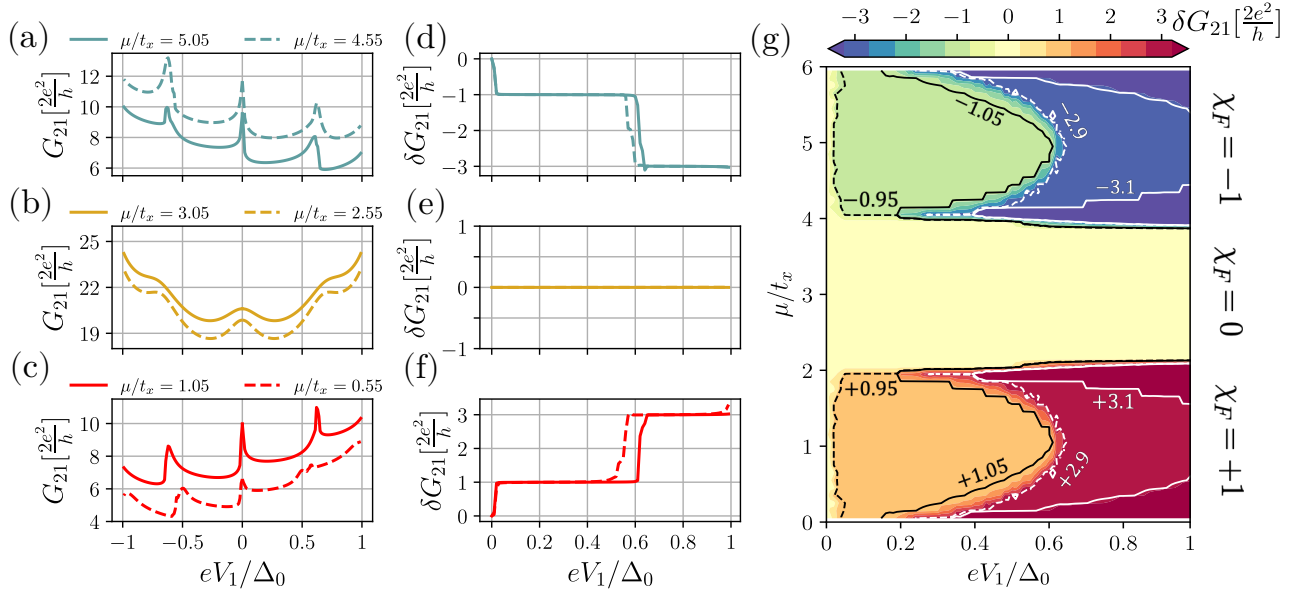 (a)
μ/t_x = 5.05
μ/t_x = 4.55
G_21[2e²/h]
12
10
8
6
(b)
μ/t_x = 3.05
μ/t_x = 2.55
G_21[2e²/h]
25
22
19
(c)
μ/t_x = 1.05
μ/t_x = 0.55
G_21[2e²/h]
10
8
6
4
−1 −0.5 0 0.5 1
eV_1/Δ_0
(d)
δG_21[2e²/h]
0
−1
−2
−3
(e)
δG_21[2e²/h]
1
0
−1
(f)
δG_21[2e²/h]
3
2
1
0
0 0.2 0.4 0.6 0.8 1
eV_1/Δ_0
(g)
−3 −2 −1 0 1 2 3
δG_21[2e²/h]
μ/t_x
6
5
4
3
2
1
0
−1.05
−2.9
−3.1
−0.95
+0.95
+3.1
+1.05
+2.9
0 0.2 0.4 0.6 0.8 1
eV_1/Δ_0
χ_F = −1
χ_F = 0
χ_F = +1